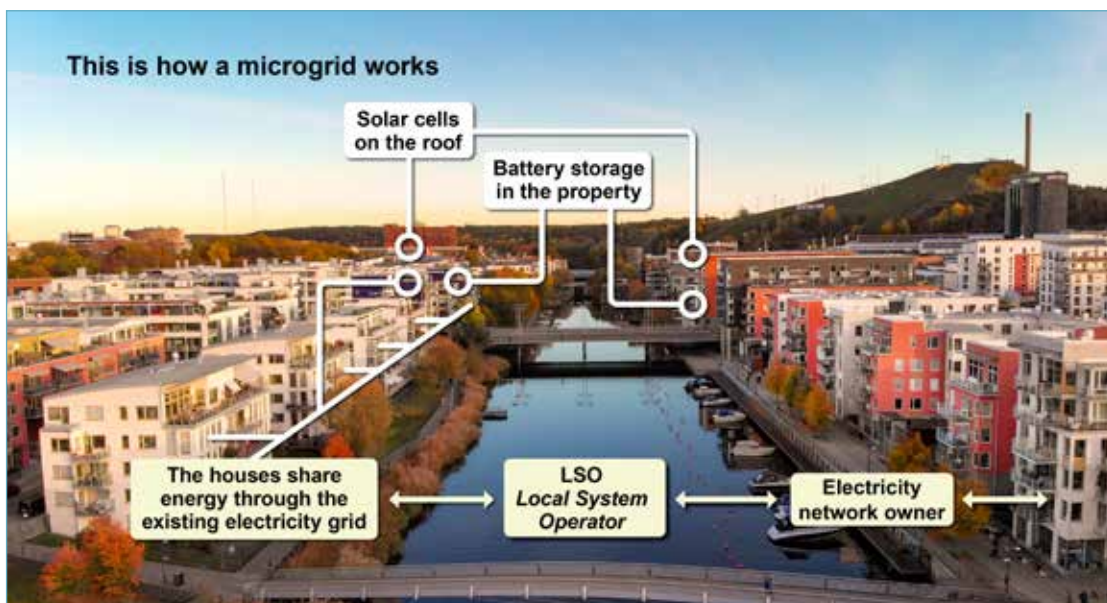 This is how a microgrid works
Solar cells
on the roof
Battery storage
in the property
The houses share
energy through the
existing electricity grid
LSO
Local System
Operator
Electricity
network owner